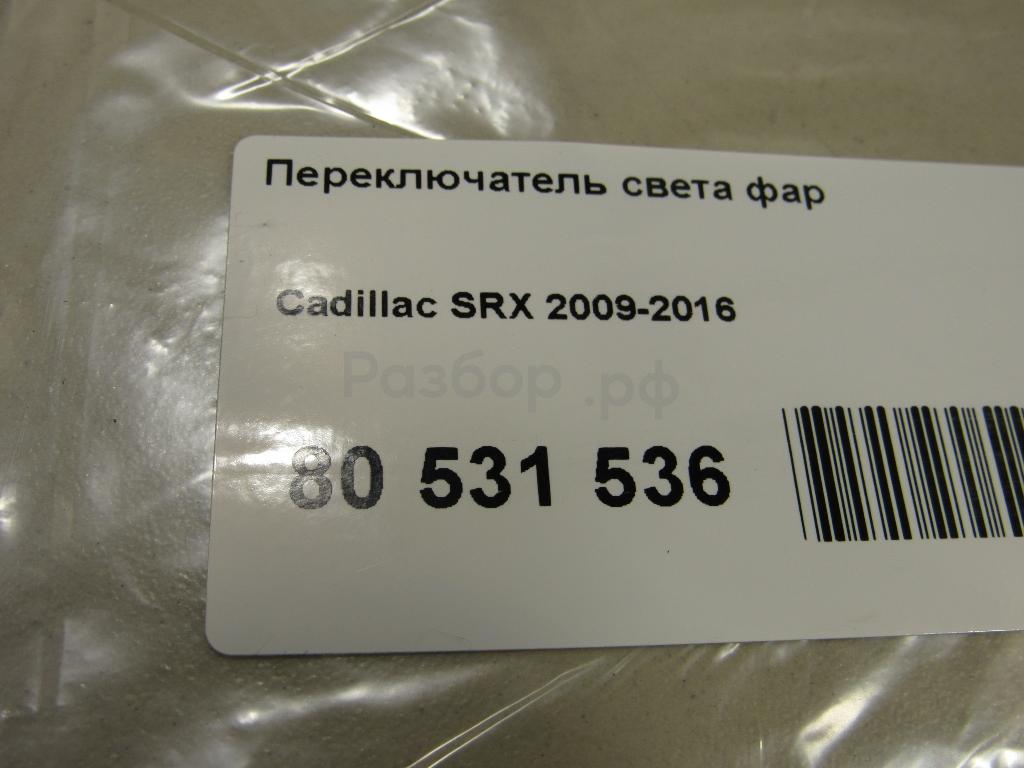 Переключатель света фар
Cadillac SRX 2009-2016
Разбор.рф
80 531 536